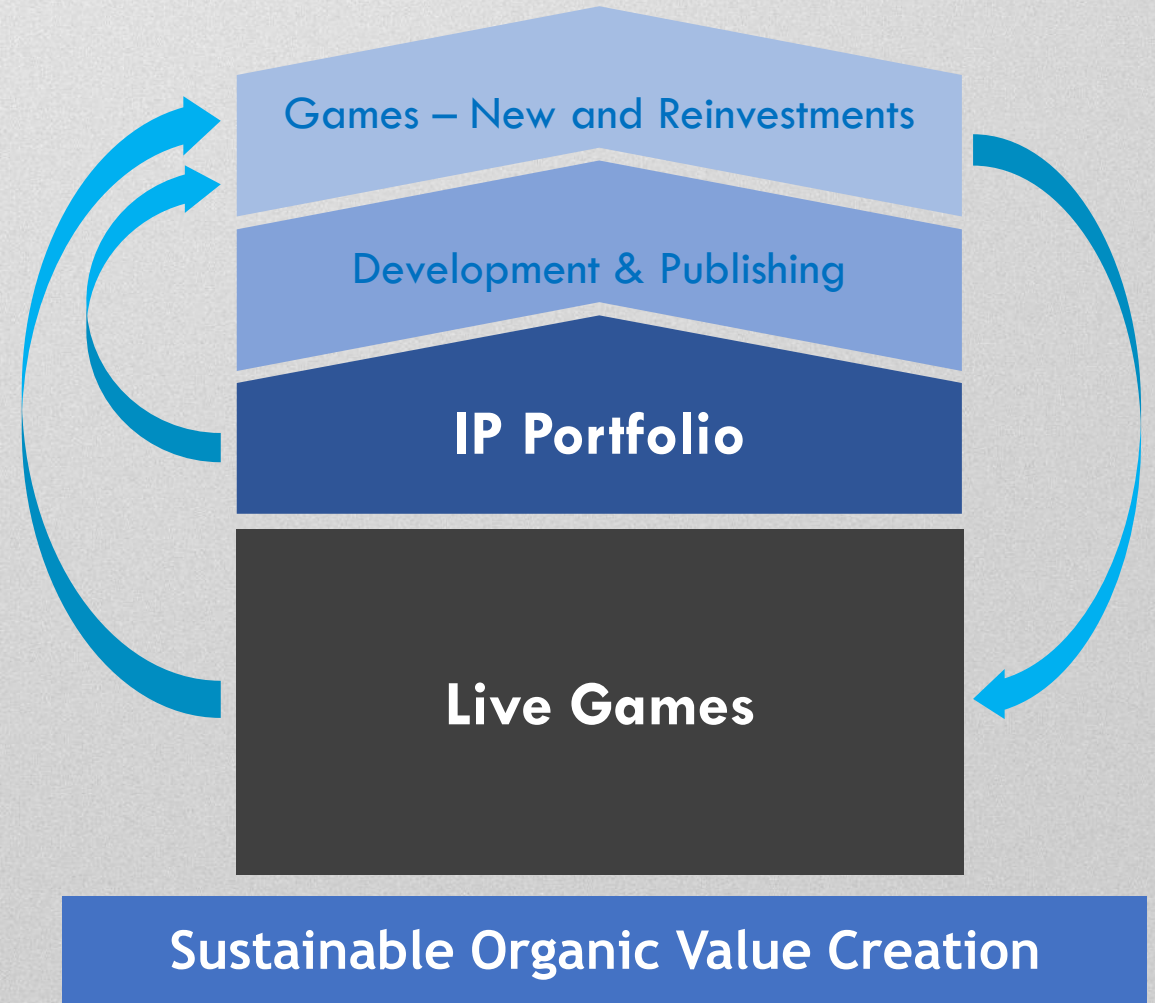 Games – New and Reinvestments
Development & Publishing
IP Portfolio
Live Games
Sustainable Organic Value Creation